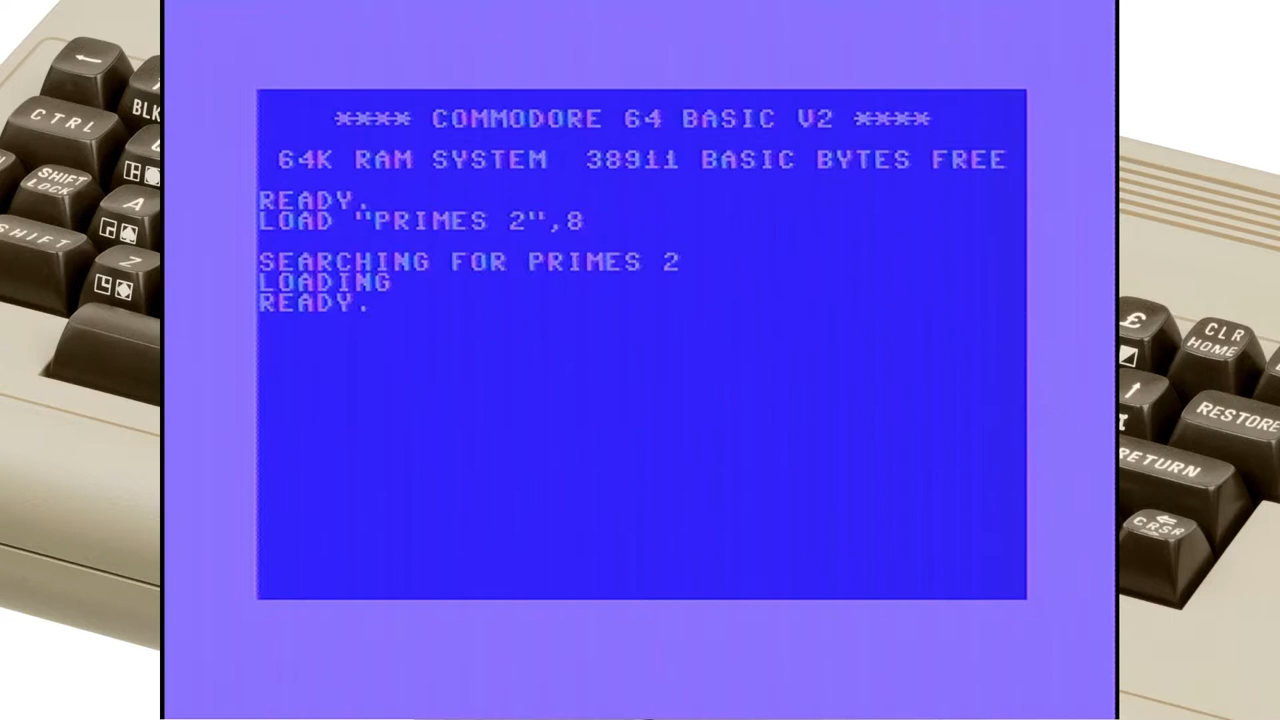 **** COMMODORE 64 BASIC V2 ****
64K RAM SYSTEM  38911 BASIC BYTES FREE
READY.
LOAD "PRIMES 2",8
SEARCHING FOR PRIMES 2
LOADING
READY.
←
BLK
CTRL
SHIFT LOCK
A
SHIFT
Z
£
CLR
HOME
↑
π
RESTORE
RETURN
←
CRSR